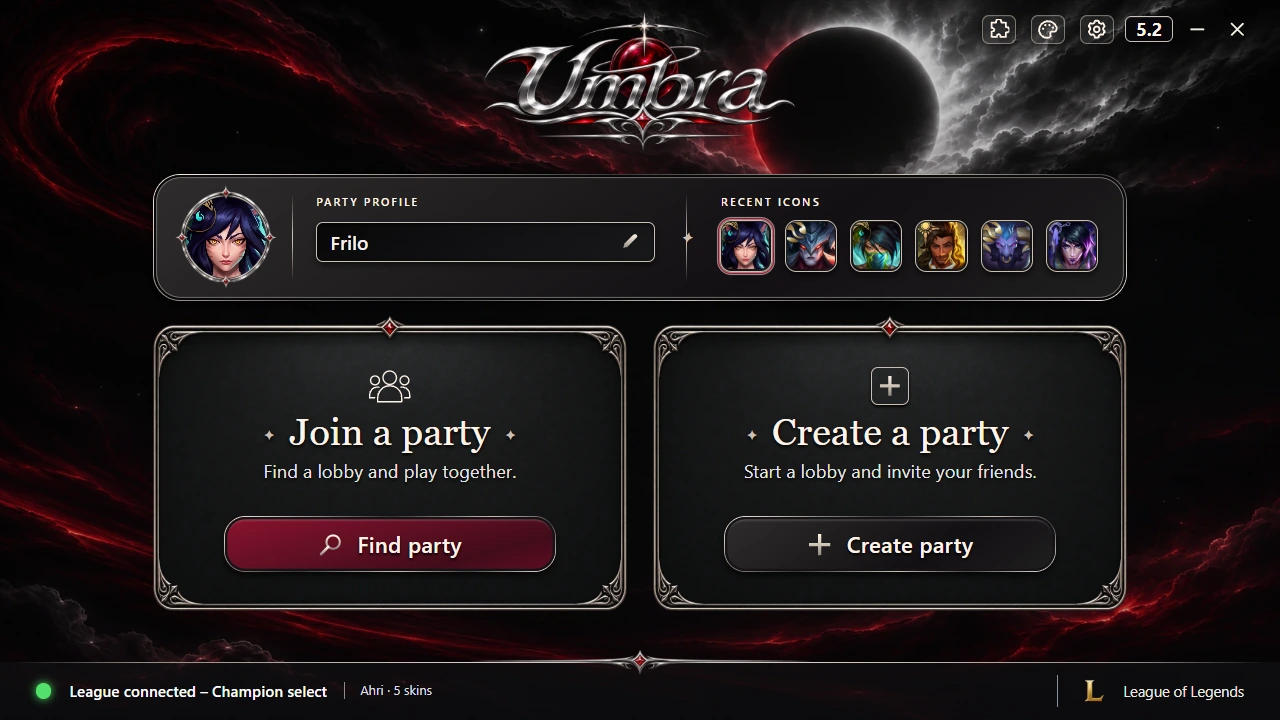 Umbra
5.2
PARTY PROFILE
Frilo
RECENT ICONS
Join a party
Find a lobby and play together.
Find party
Create a party
Start a lobby and invite your friends.
Create party
League connected – Champion select
Ahri · 5 skins
L
League of Legends